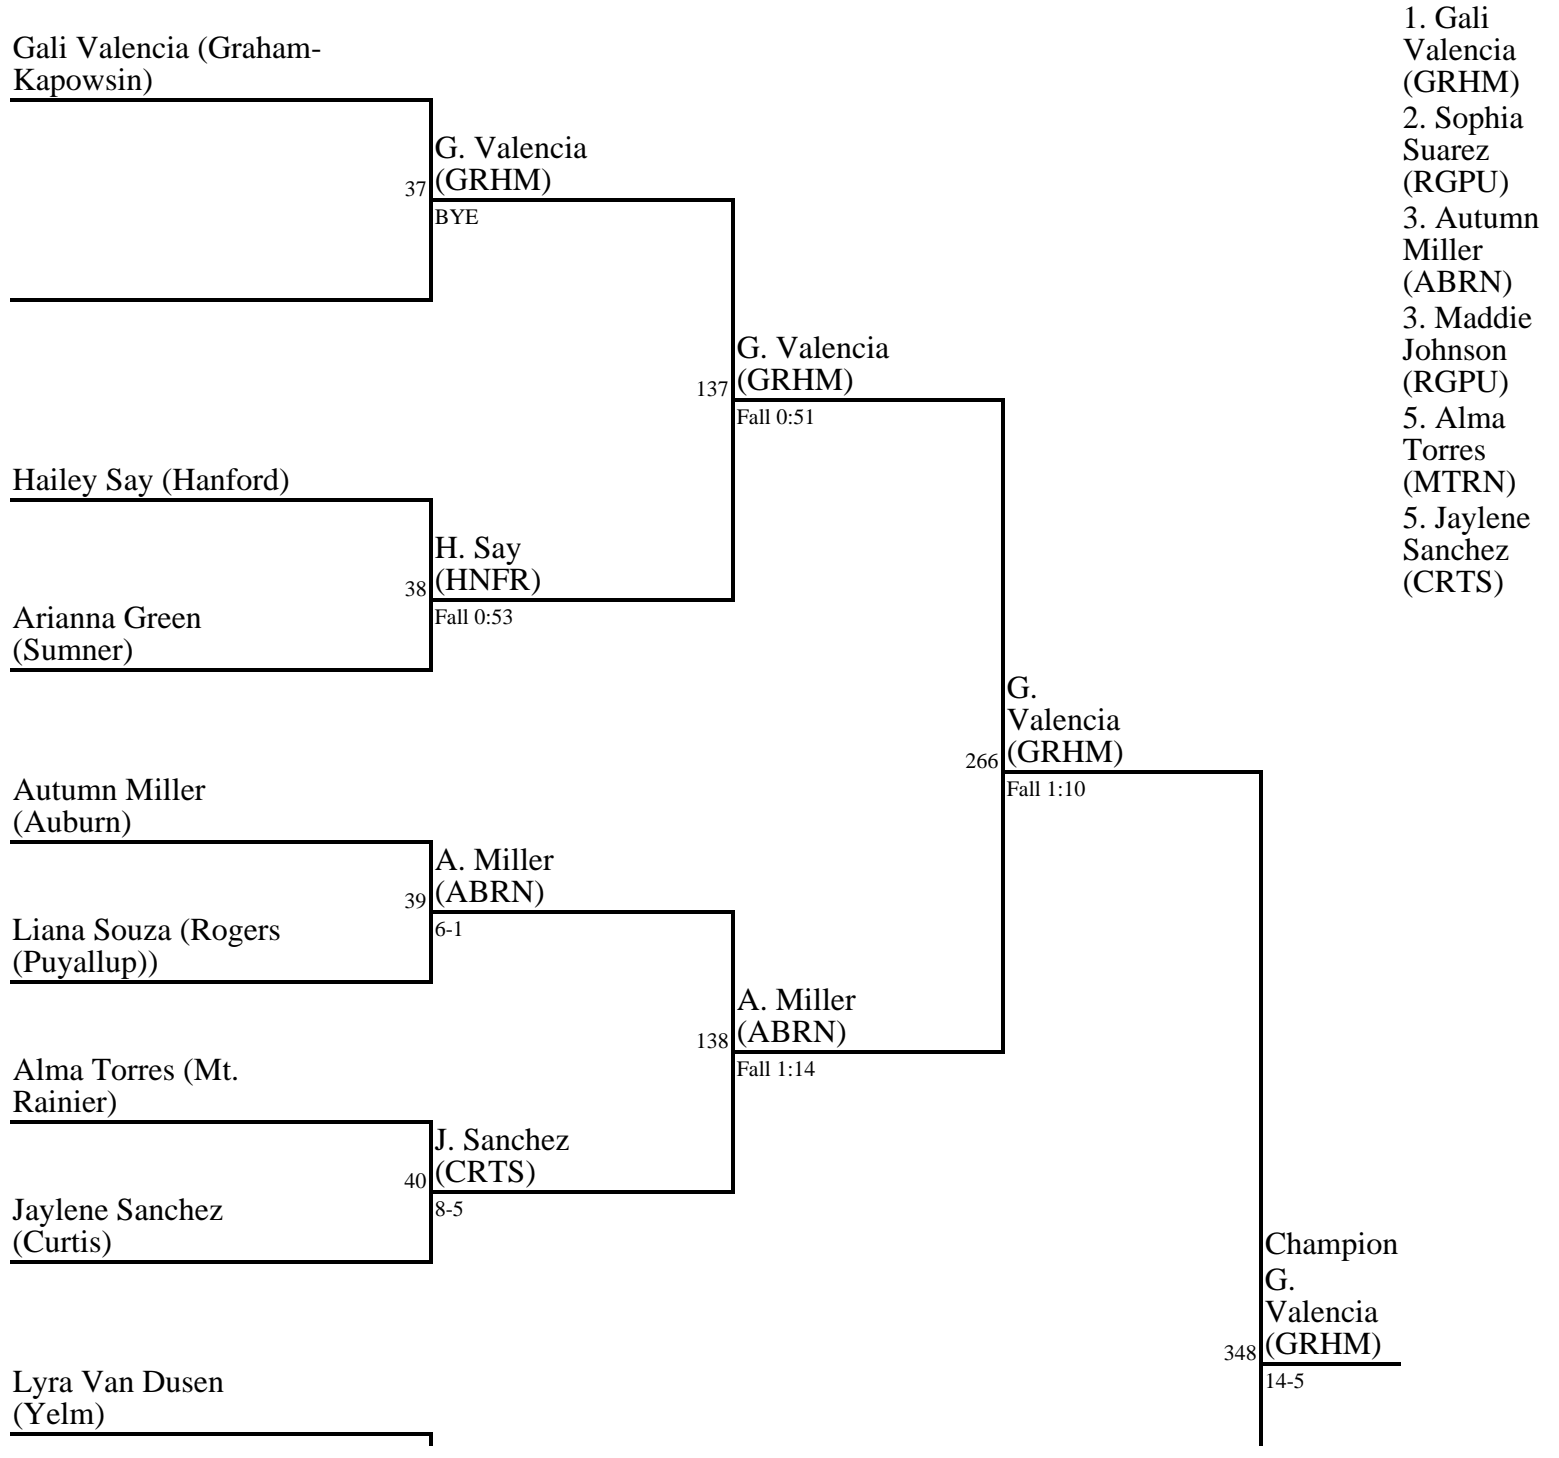 Gali Valencia (Graham-
Kapowsin)
37
G. Valencia
(GRHM)
BYE
Hailey Say (Hanford)
Arianna Green
(Sumner)
38
H. Say
(HNFR)
Fall 0:53
137
G. Valencia
(GRHM)
Fall 0:51
Autumn Miller
(Auburn)
Liana Souza (Rogers
(Puyallup))
39
A. Miller
(ABRN)
6-1
Alma Torres (Mt.
Rainier)
Jaylene Sanchez
(Curtis)
40
J. Sanchez
(CRTS)
8-5
138
A. Miller
(ABRN)
Fall 1:14
266
G.
Valencia
(GRHM)
Fall 1:10
Lyra Van Dusen
(Yelm)
Champion
348
G.
Valencia
(GRHM)
14-5
1. Gali
Valencia
(GRHM)
2. Sophia
Suarez
(RGPU)
3. Autumn
Miller
(ABRN)
3. Maddie
Johnson
(RGPU)
5. Alma
Torres
(MTRN)
5. Jaylene
Sanchez
(CRTS)